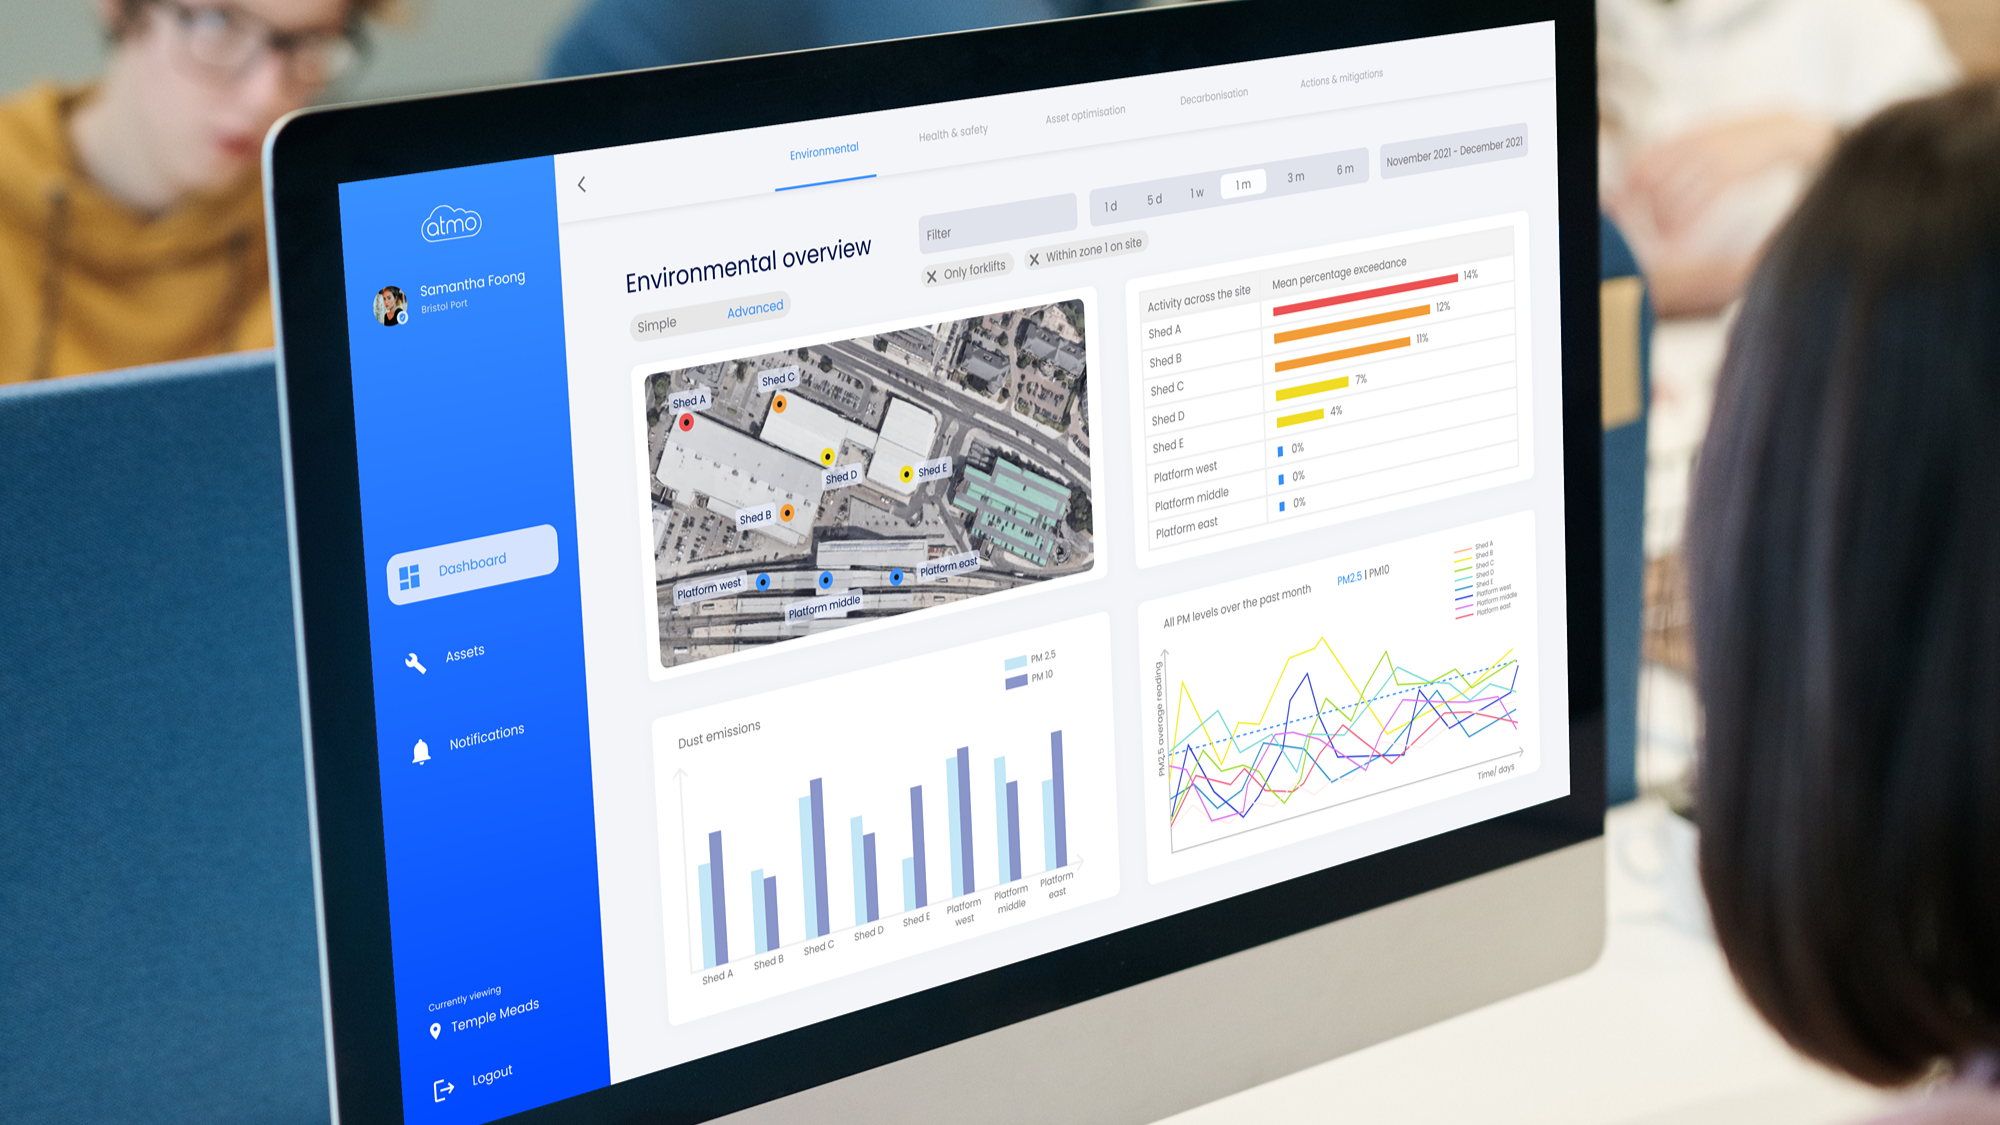 atmo
Samantha Foong
Bristol Port
Dashboard
Assets
Notifications
Currently viewing
Temple Meads
Logout
Environmental
Health & safety
Asset optimisation
Decarbonisation
Actions & mitigations
Environmental overview
Simple
Advanced
Filter
1 d
5 d
1 w
1 m
3 m
6 m
November 2021 - December 2021
Only forklifts
Within zone 1 on site
Shed A
Shed C
Shed D
Shed E
Shed B
Platform west
Platform middle
Platform east
Activity across the site
Mean percentage exceedance
Shed A
14%
Shed B
12%
Shed C
11%
Shed D
7%
Shed E
4%
Platform west
0%
Platform middle
0%
Platform east
0%
Dust emissions
PM 2.5
PM 10
Shed A
Shed B
Shed C
Shed D
Shed E
Platform
west
Platform
middle
Platform
east
All PM levels over the past month
PM2.5 | PM10
Shed A
Shed B
Shed C
Shed D
Shed E
Platform west
Platform middle
Platform east
PM2.5 average reading
Time/ days